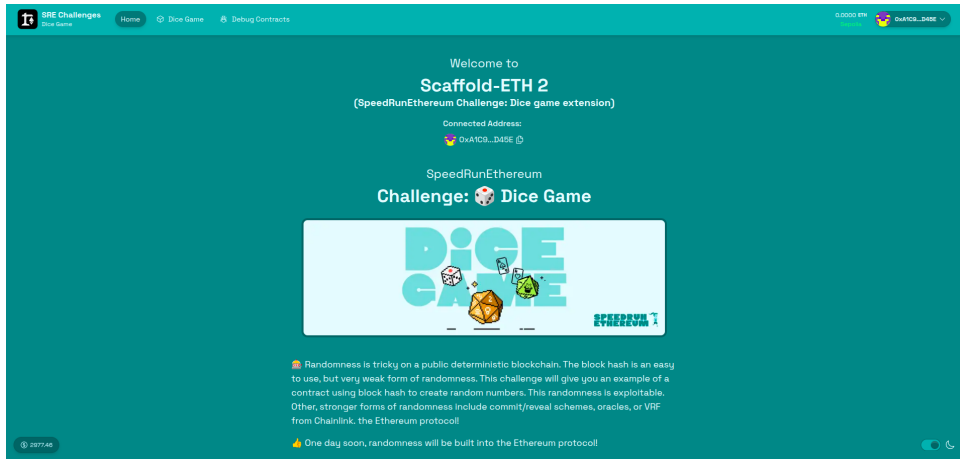 SRE Challenges
Dice Game
Home
Dice Game
Debug Contracts
0.0000 ETH
Sepolia
0xA1C9...D45E
Welcome to
Scaffold-ETH 2
(SpeedRunEthereum Challenge: Dice game extension)
Connected Address:
0xA1C9...D45E
SpeedRunEthereum
Challenge: 🎲 Dice Game
DiCE
GAME
SPEEDRUN
ETHEREUM
🎰 Randomness is tricky on a public deterministic blockchain. The block hash is an easy
to use, but very weak form of randomness. This challenge will give you an example of a
contract using block hash to create random numbers. This randomness is exploitable.
Other, stronger forms of randomness include commit/reveal schemes, oracles, or VRF
from Chainlink. the Ethereum protocol!
👍 One day soon, randomness will be built into the Ethereum protocol!
2977.46